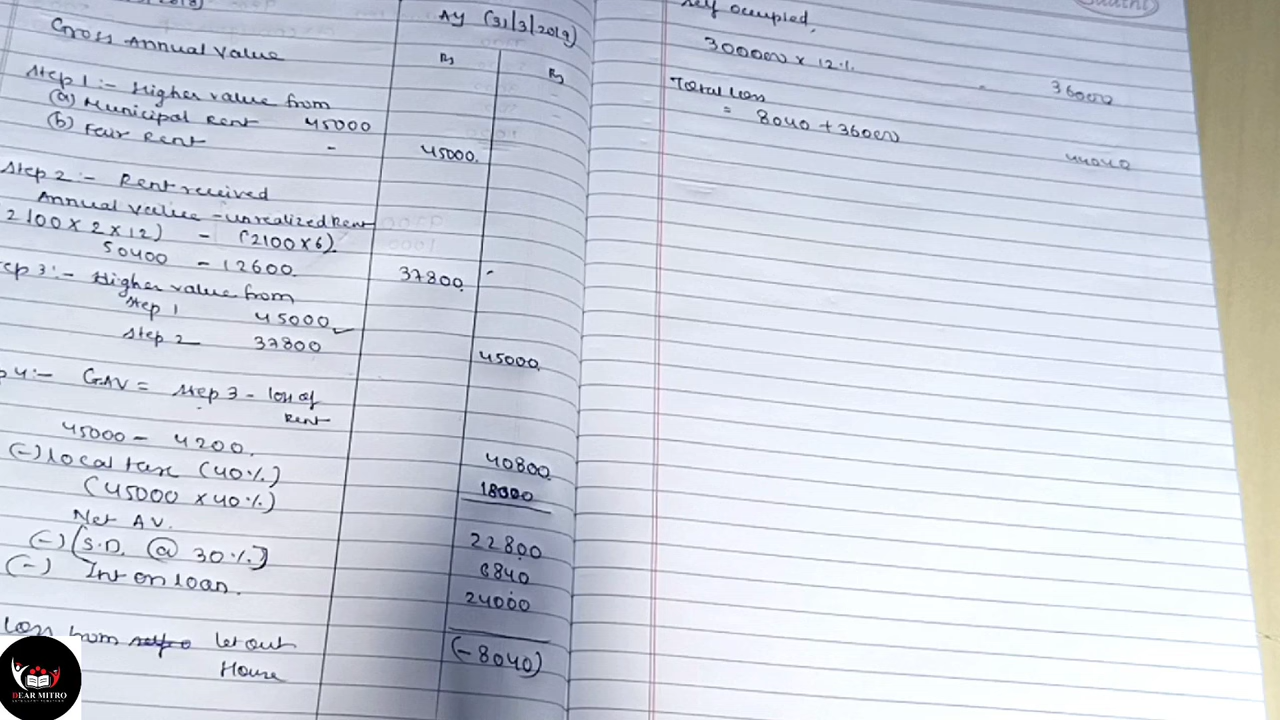 AY (31/3/2019)
Gross Annual Value
Rs
Rs
Step 1:- Higher value from
(a) Municipal Rent 45000
(b) Fair Rent -
45000.
Step 2:- Rent received
Annual value - unrealized Rent
2100 x 2 x 12) - (2100 x 6).
50400 - 12600.
37800.
ep 3:- Higher value from
Step 1 45000
Step 2 37800
45000.
p 4:- GAV = Step 3 - loss of
Rent
45000 - 4200.
40800.
(-) local tax (40%)
18000
(45000 x 40%)
Net AV.
22800
(-) (S.D. @ 30%)
6840
(-) Int on loan.
24000
Loss from let out
House
(-8040)
Self occupied,
300000 x 12%
- 36000
Total Loss
= 8040 + 36000
44040
DEAR MITRO